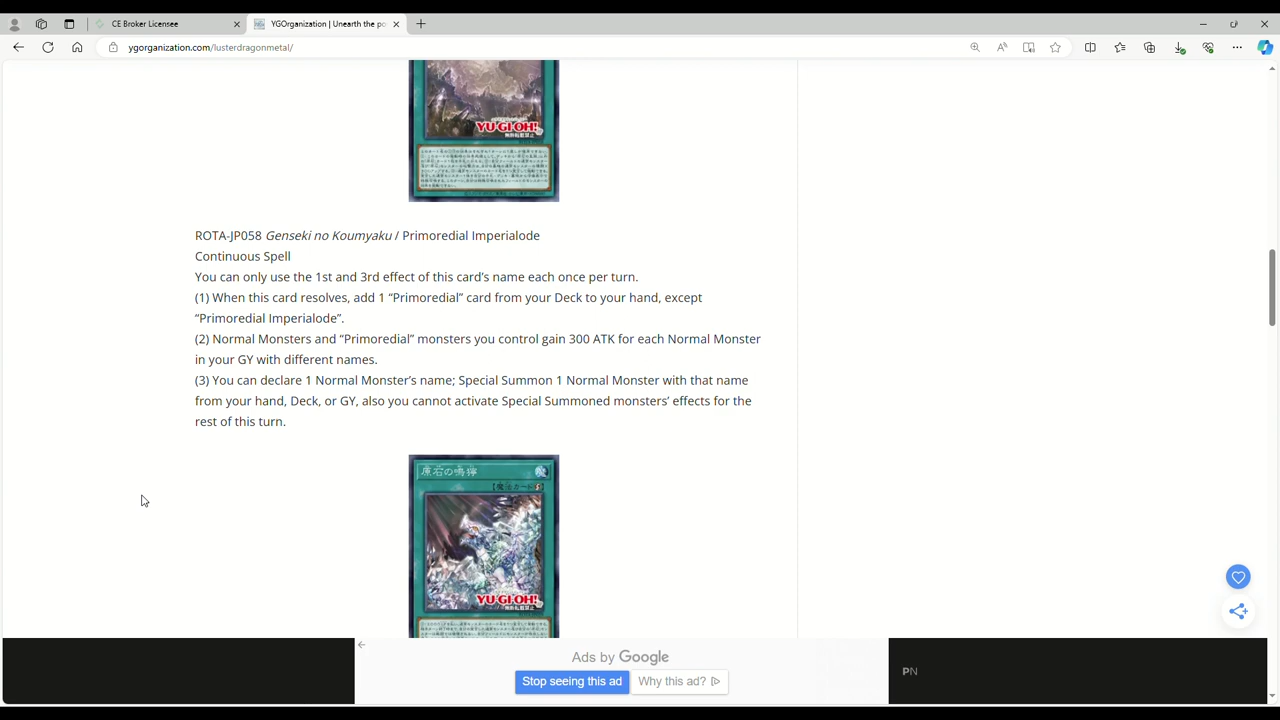 CE Broker Licensee
YGOrganization | Unearth the po
ygorganization.com/lusterdragonmetal/
YU-GI-OH!
ROTA-JP058 Genseki no Koumyaku / Primoredial Imperialode
Continuous Spell
You can only use the 1st and 3rd effect of this card's name each once per turn.
(1) When this card resolves, add 1 “Primoredial” card from your Deck to your hand, except
“Primoredial Imperialode”.
(2) Normal Monsters and “Primoredial” monsters you control gain 300 ATK for each Normal Monster
in your GY with different names.
(3) You can declare 1 Normal Monster's name; Special Summon 1 Normal Monster with that name
from your hand, Deck, or GY, also you cannot activate Special Summoned monsters' effects for the
rest of this turn.
原石の鳴獰
【魔法カード
YU-GI-OH!
Ads by Google
Stop seeing this ad
Why this ad?
PN